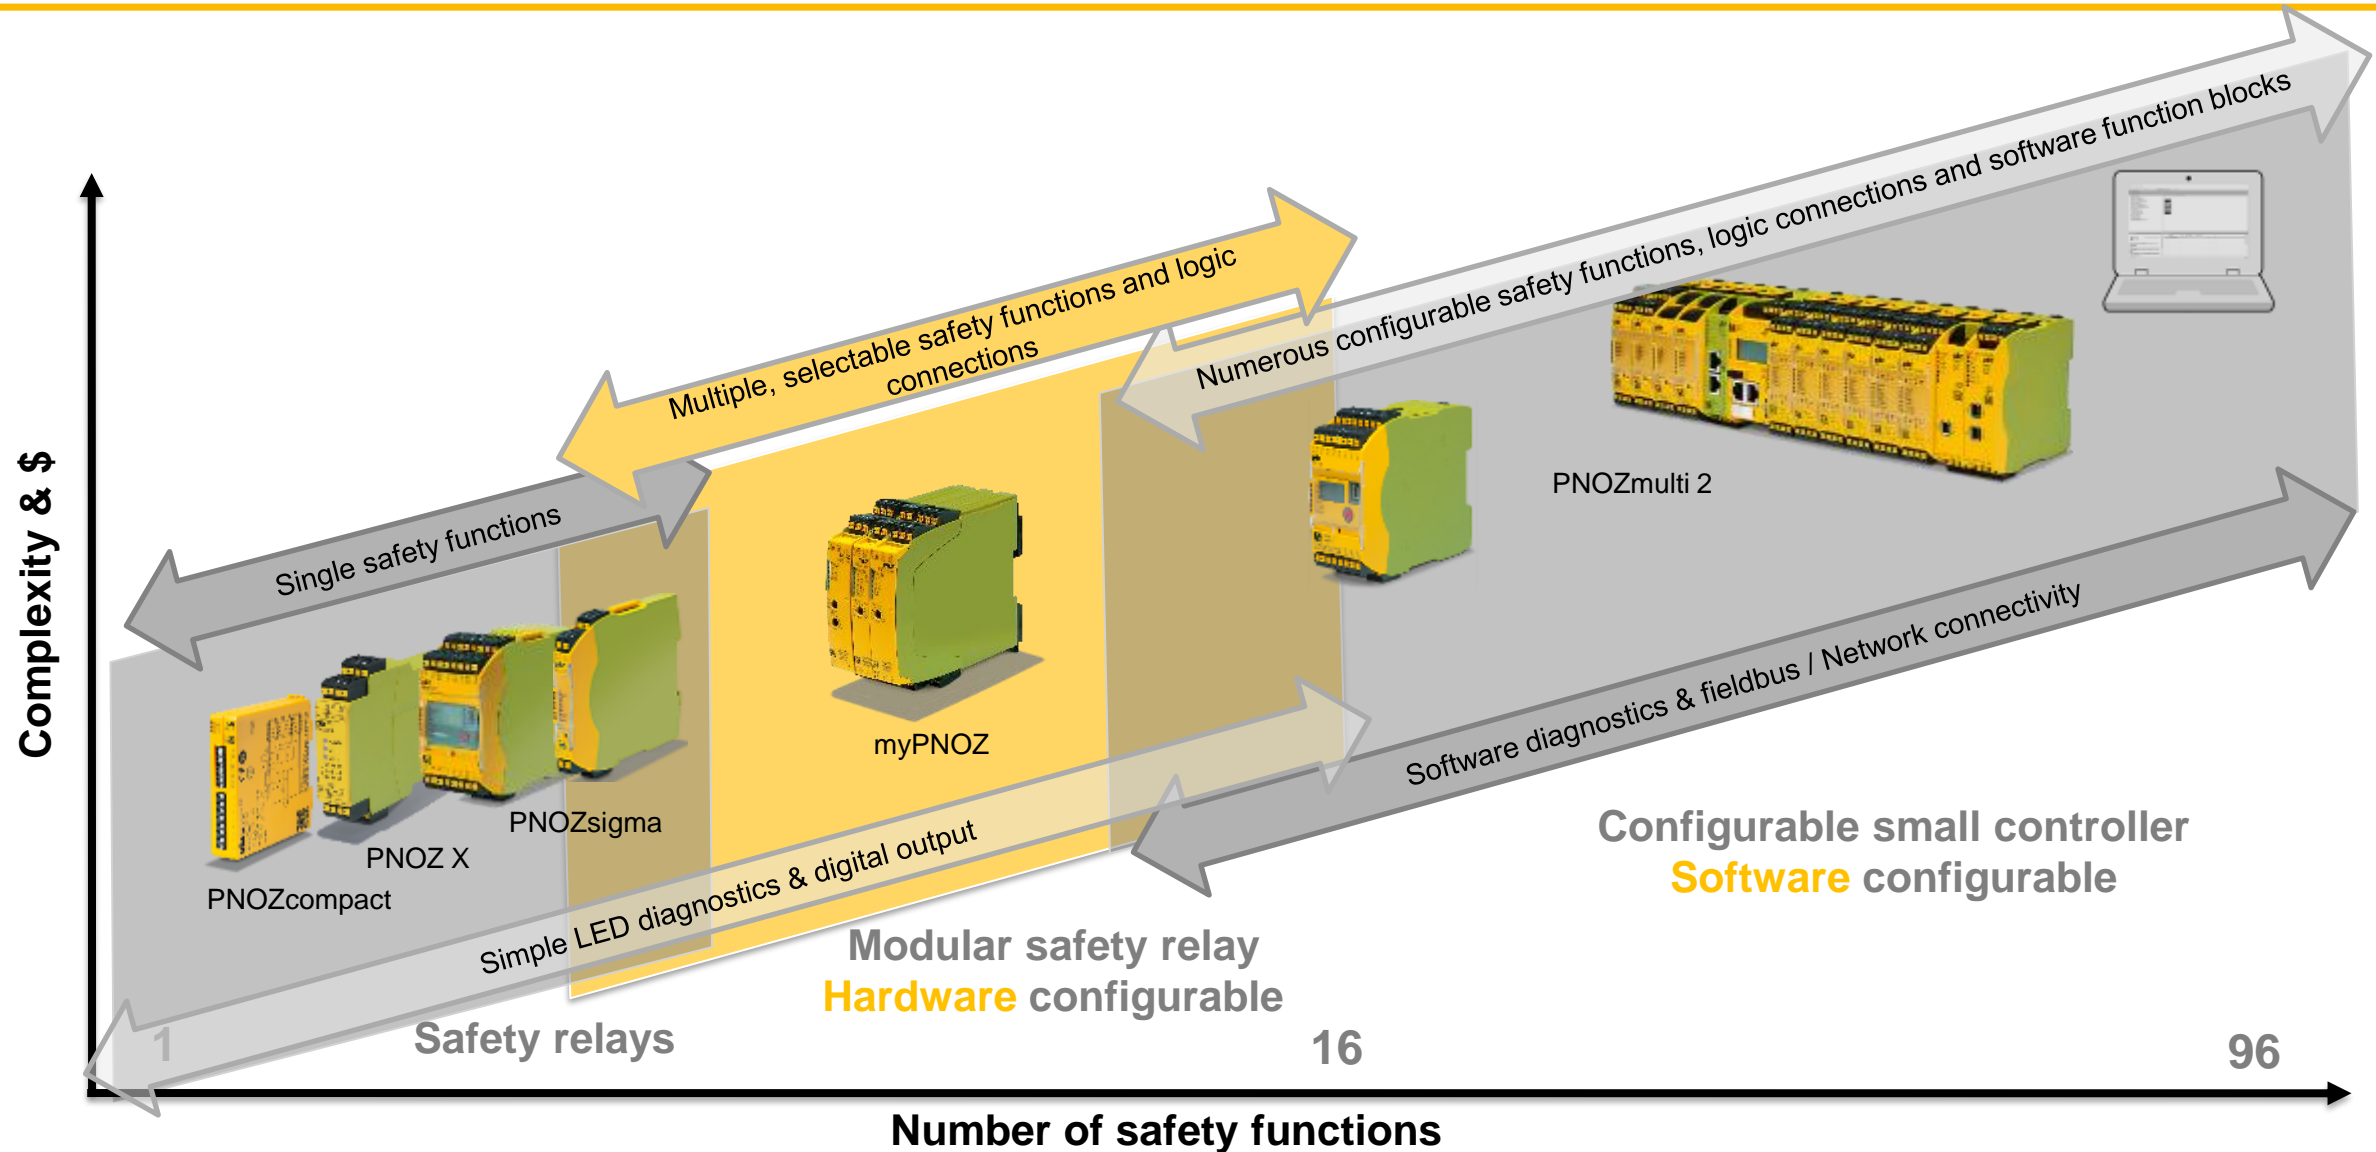 Numerous configurable safety functions, logic connections and software function blocks
Multiple, selectable safety functions and logic
connections
Single safety functions
Complexity & $
PNOZmulti 2
myPNOZ
PNOZsigma
PNOZ X
PNOZcompact
Software diagnostics & fieldbus / Network connectivity
Simple LED diagnostics & digital output
Configurable small controller
Software configurable
Modular safety relay
Hardware configurable
Safety relays
1
16
96
Number of safety functions